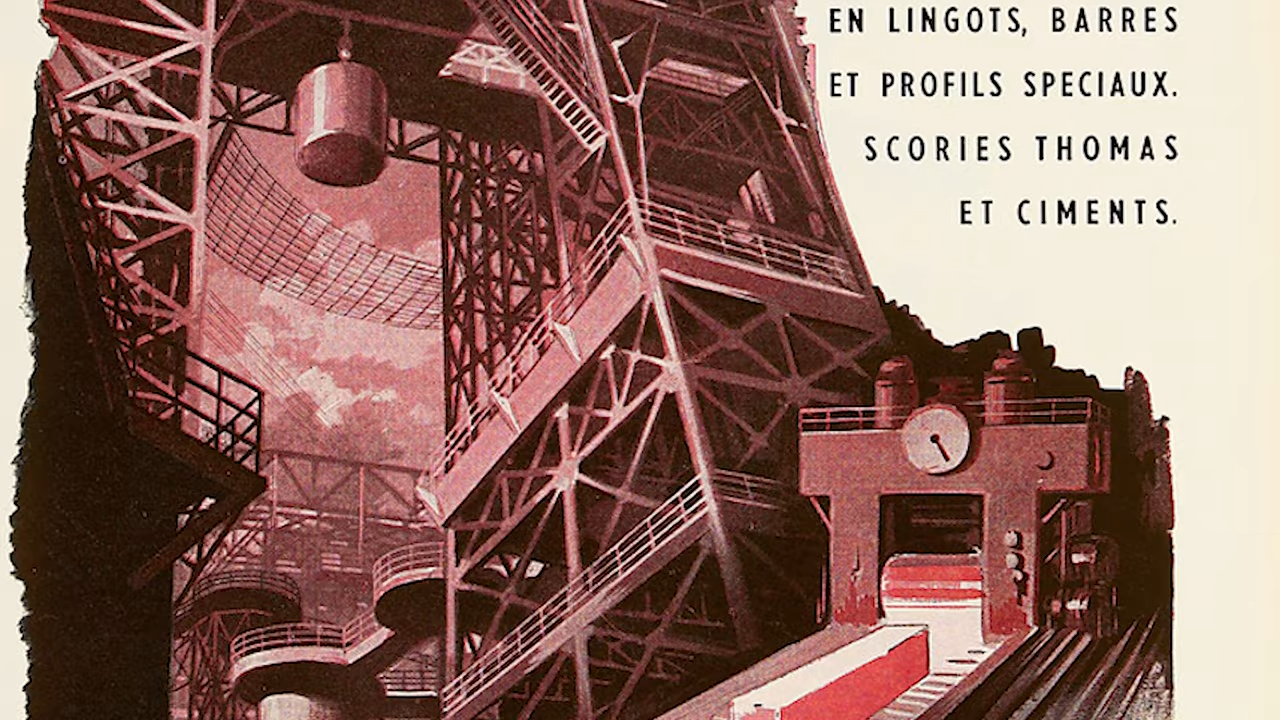 EN LINGOTS, BARRES
ET PROFILS SPECIAUX.
SCORIES THOMAS
ET CIMENTS.